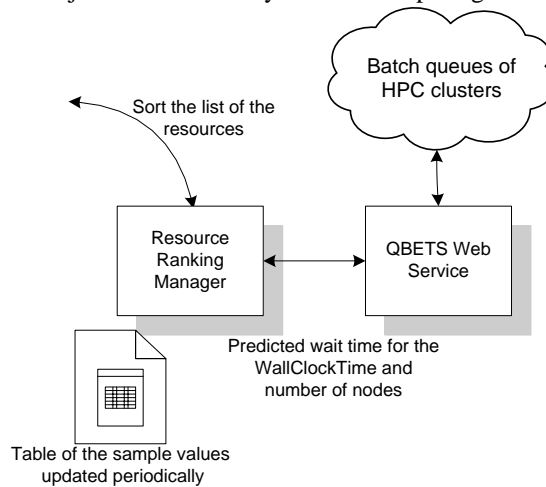 Batch queues of
HPC clusters
Sort the list of the
resources
Resource
Ranking
Manager
QBETS Web
Service
Predicted wait time for the
WallClockTime and
number of nodes
Table of the sample values
updated periodically